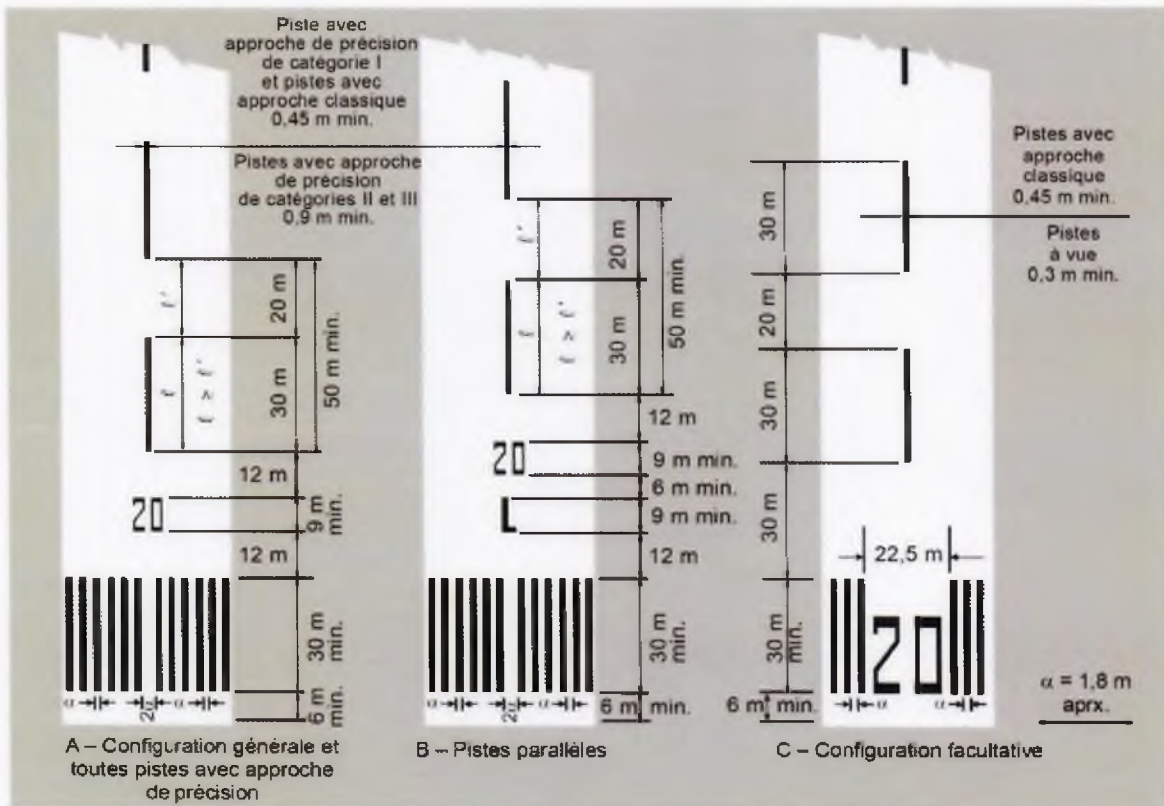 Piste avec
approche de précision
de catégorie I
et pistes avec
approche classique
0,45 m min.
Pistes avec approche
de précision
de catégories II et III
0,9 m min.
ℓ'
20 m
ℓ
ℓ ≥ ℓ'
30 m
50 m min.
12 m
20
9 m
min.
12 m
30 m
min.
6 m
min.
α
2α
α
A – Configuration générale et
toutes pistes avec approche
de précision
ℓ'
20 m
ℓ
ℓ ≥ ℓ'
30 m
50 m min.
12 m
20
9 m min.
6 m min.
L
9 m min.
12 m
30 m
min.
6 m min.
α
2α
α
B – Pistes parallèles
Pistes avec
approche
classique
0,45 m min.
Pistes
à vue
0,3 m min.
30 m
20 m
30 m
30 m
22,5 m
30 m
min.
20
6 m min.
α
α
α = 1,8 m
aprx.
C – Configuration facultative